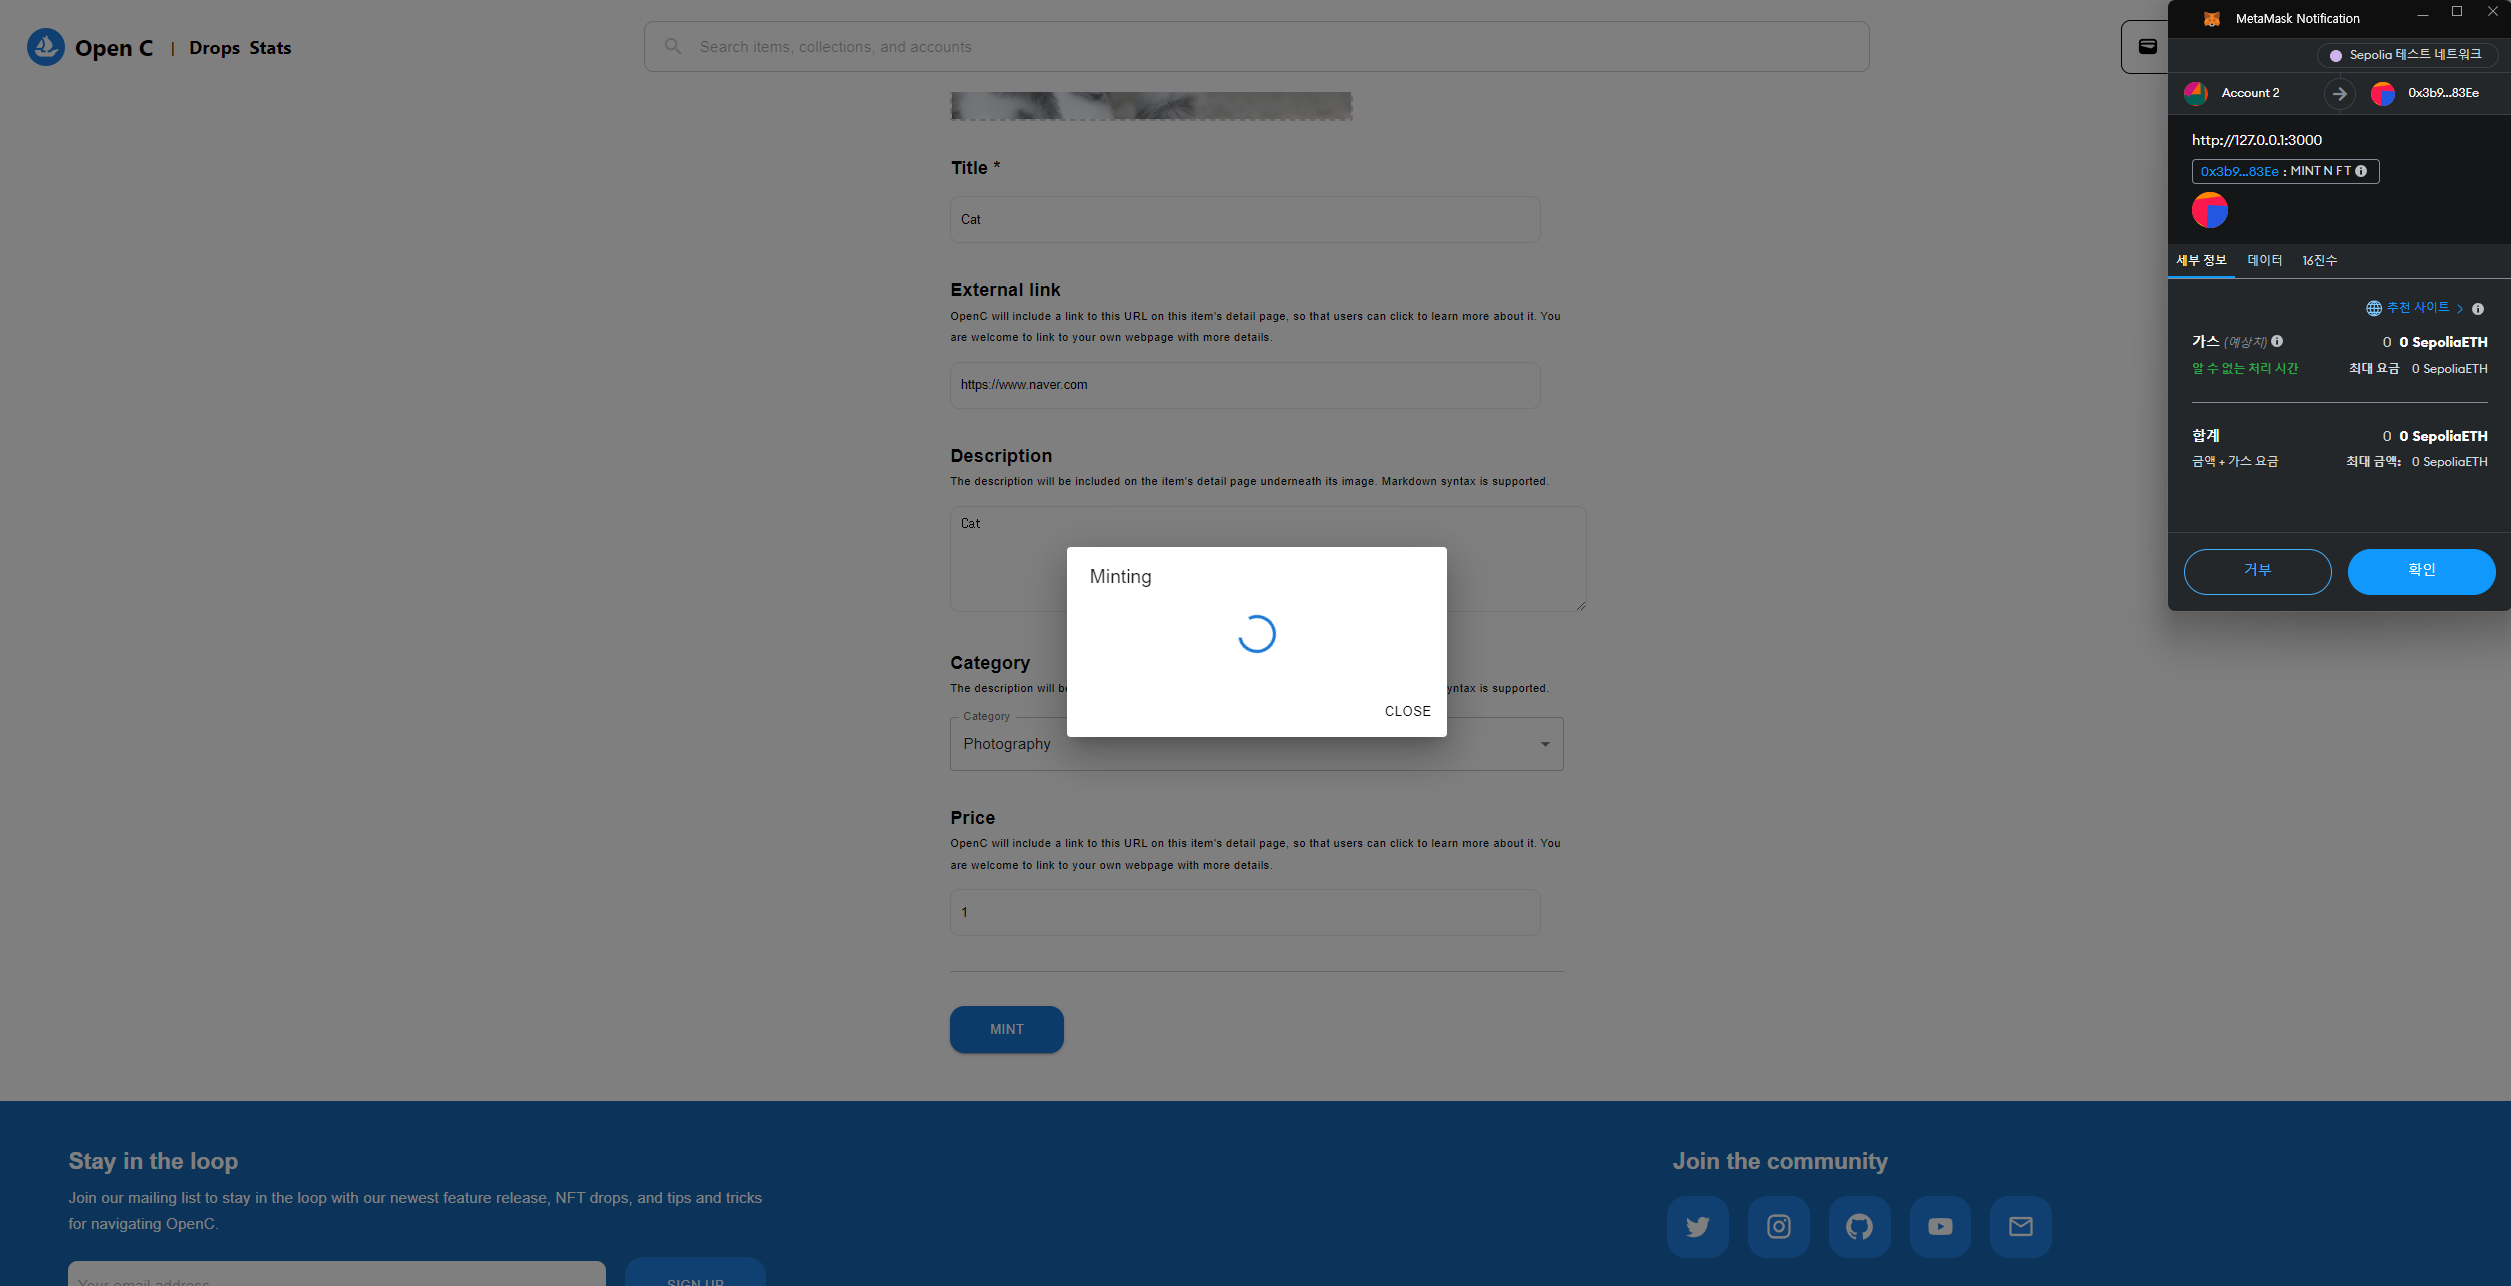 Open C | Drops Stats
Search items, collections, and accounts
Title *
Cat
External link
OpenC will include a link to this URL on this item's detail page, so that users can click to learn more about it. You
are welcome to link to your own webpage with more details.
https://www.naver.com
Description
The description will be included on the item's detail page underneath its image. Markdown syntax is supported.
Cat
Minting
CLOSE
Category
The description will b
yntax is supported.
Category
Photography
Price
OpenC will include a link to this URL on this item's detail page, so that users can click to learn more about it. You
are welcome to link to your own webpage with more details.
1
MINT
Stay in the loop
Join our mailing list to stay in the loop with our newest feature release, NFT drops, and tips and tricks
for navigating OpenC.
Your email address
SIGN UP
Join the community
MetaMask Notification
Sepolia 테스트 네트워크
Account 2
0x3b9...83Ee
http://127.0.0.1:3000
0x3b9...83Ee : MINT N F T
세부 정보 데이터 16진수
추천 사이트 >
가스 (예상치) 0 0 SepoliaETH
알 수 없는 처리 시간 최대 요금 0 SepoliaETH
합계 0 0 SepoliaETH
금액 + 가스 요금 최대 금액: 0 SepoliaETH
거부 확인